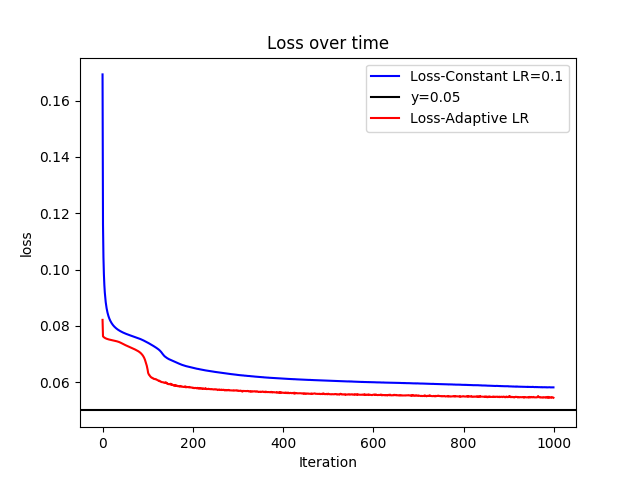 Loss over time
Loss-Constant LR=0.1
y=0.05
Loss-Adaptive LR
loss
0.16
0.14
0.12
0.10
0.08
0.06
0 200 400 600 800 1000
Iteration